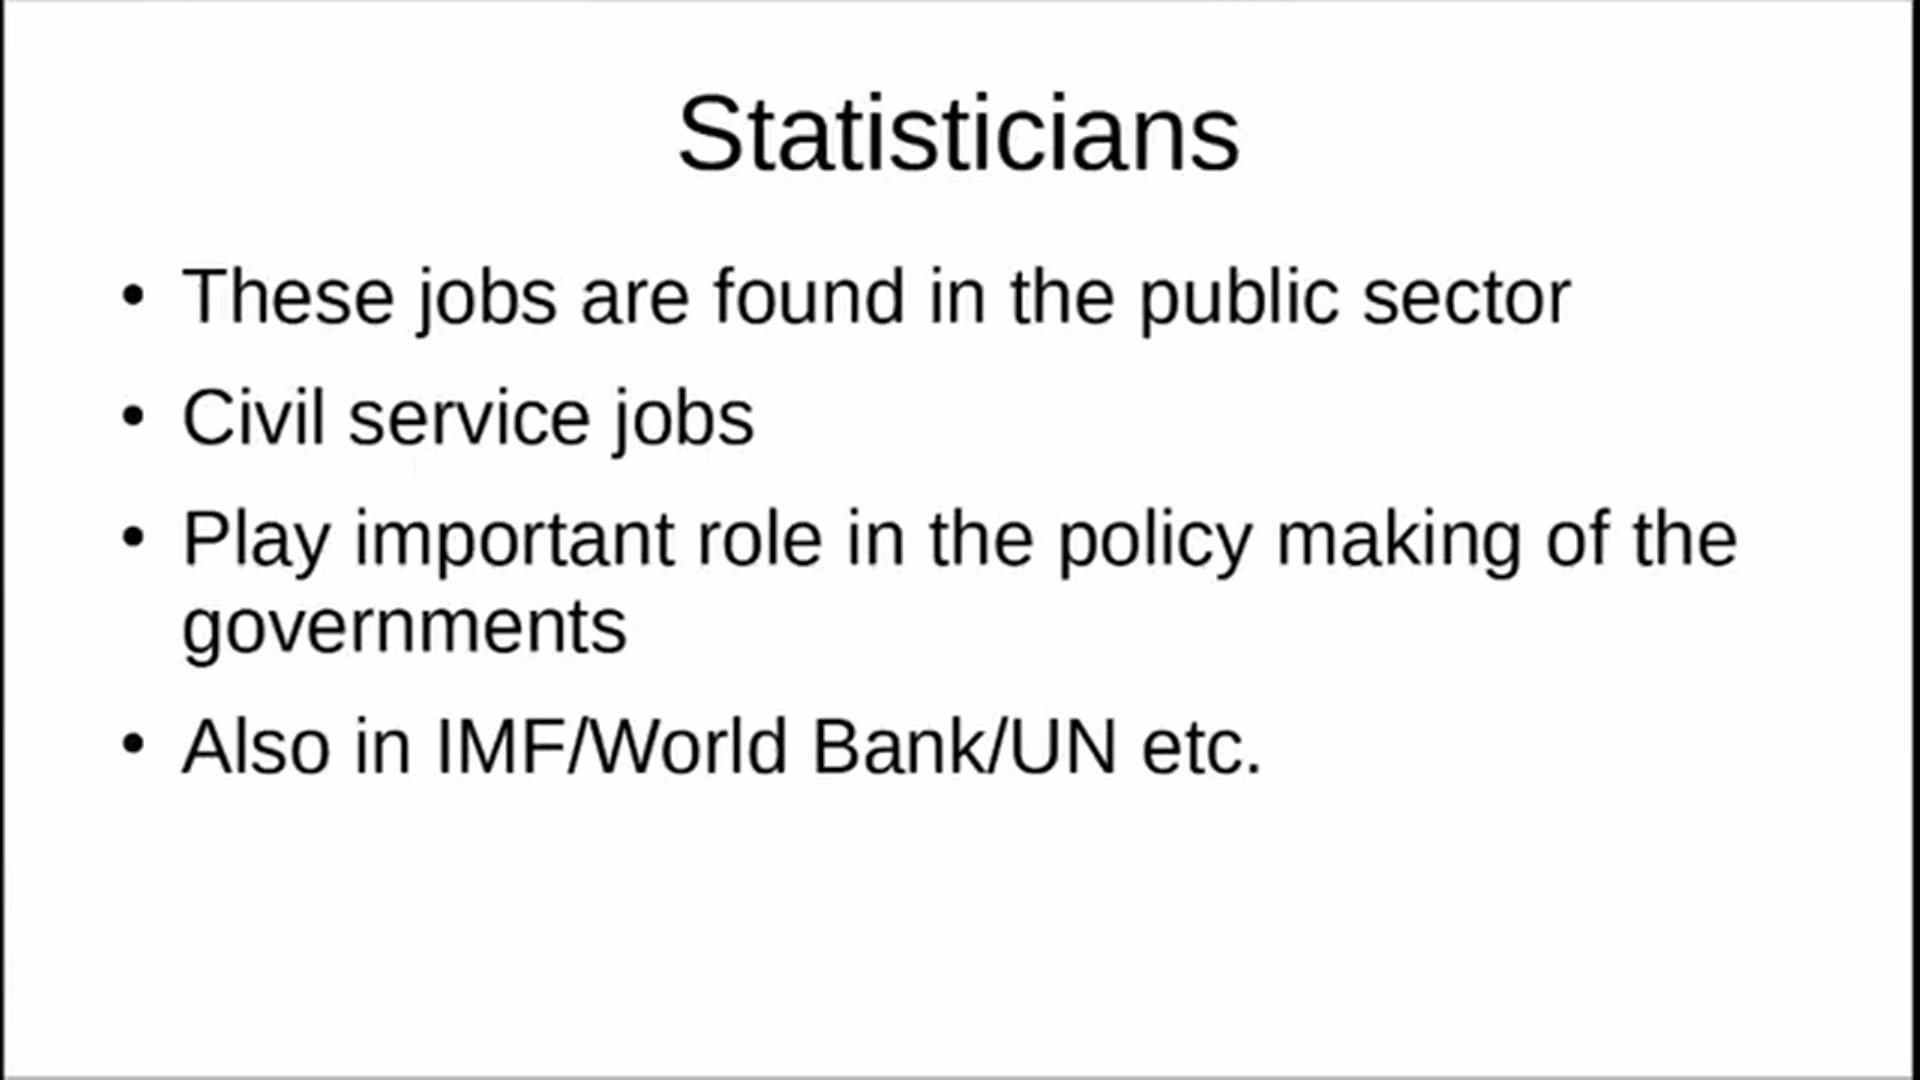 Statisticians
• These jobs are found in the public sector
• Civil service jobs
• Play important role in the policy making of the
governments
• Also in IMF/World Bank/UN etc.